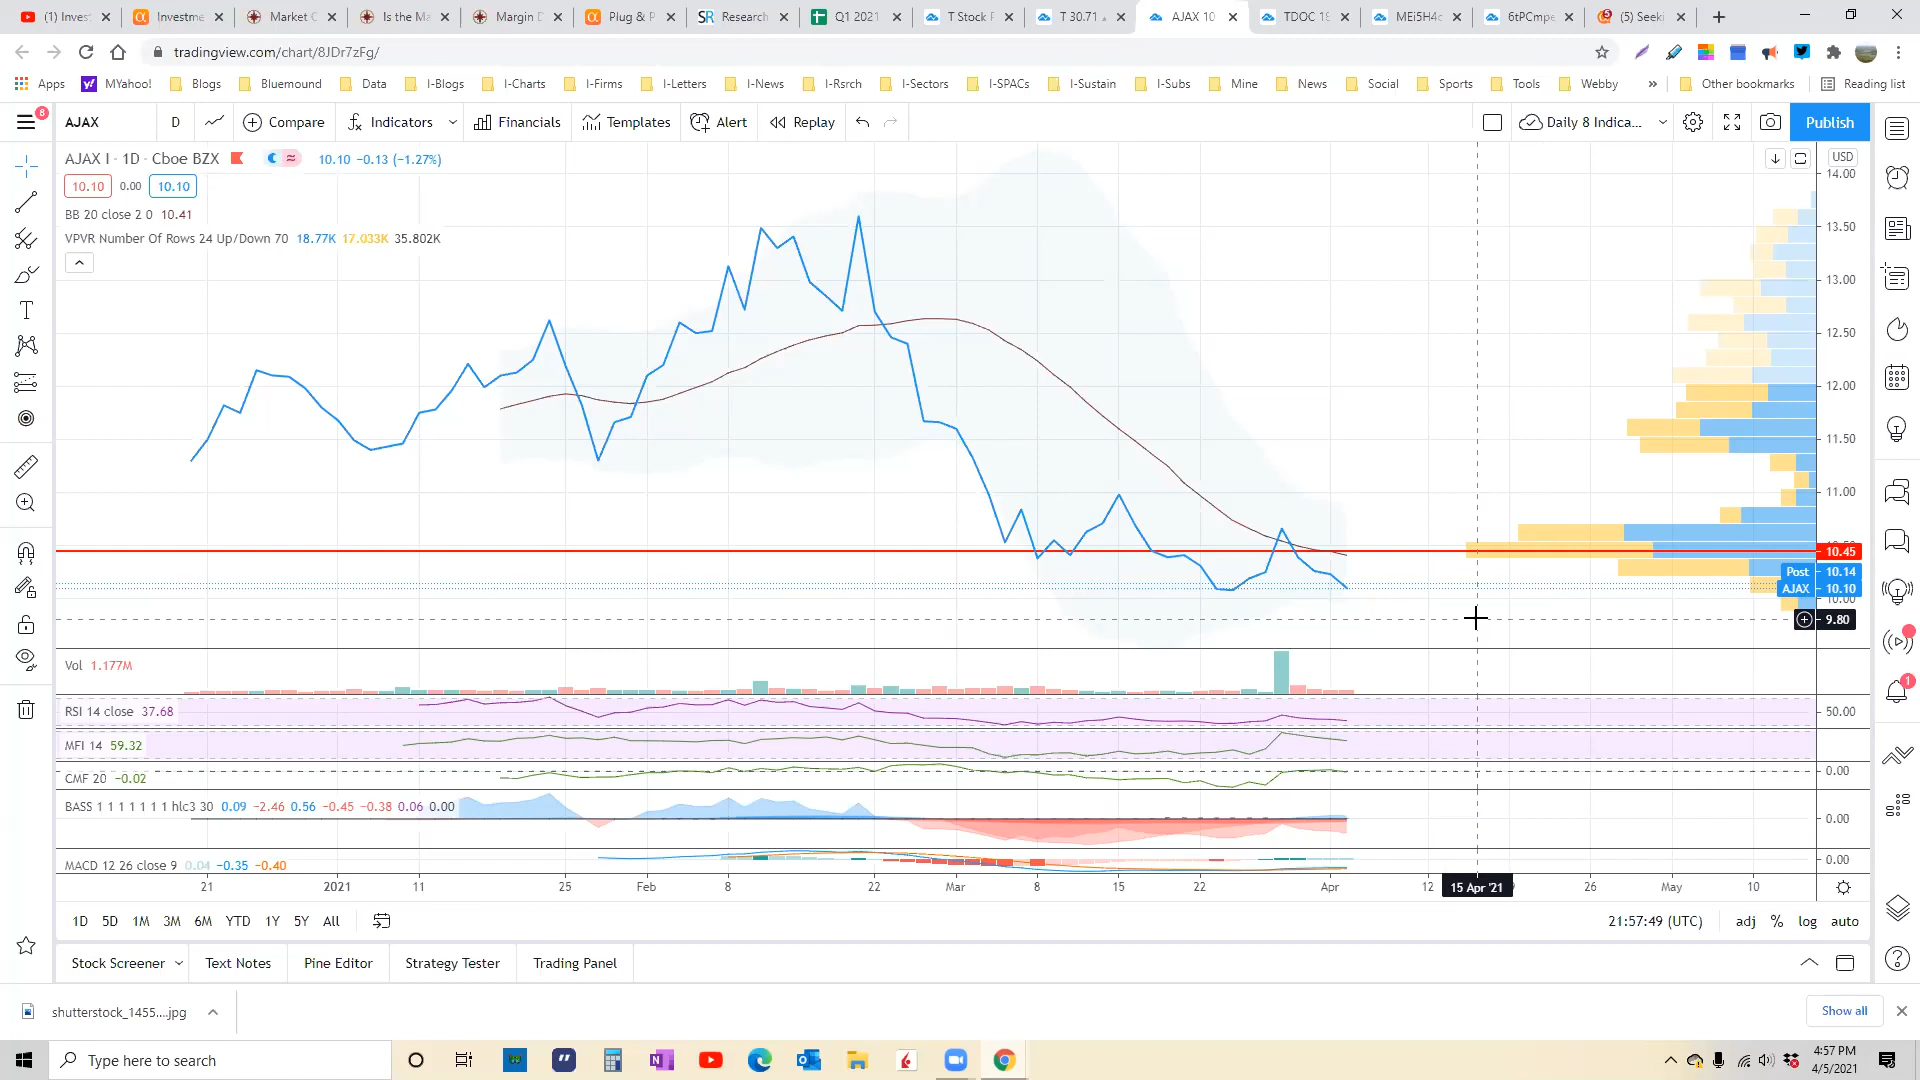 (1) Invest
Investme
Market C
Is the Ma
Margin D
Plug & P
Research
Q1 2021
T Stock P
T 30.71
AJAX 10
TDOC 19
MEi5H4c
6tPCmpe
(5) Seeki
tradingview.com/chart/8JDr7zFg/
Apps
MYahoo!
Blogs
Bluemound
Data
I-Blogs
I-Charts
I-Firms
I-Letters
I-News
I-Rsrch
I-Sectors
I-SPACs
I-Sustain
I-Subs
Mine
News
Social
Sports
Tools
Webby
»
Other bookmarks
Reading list
8
AJAX
D
Compare
Indicators
Financials
Templates
Alert
Replay
Daily 8 Indica...
Publish
AJAX I · 1D · Cboe BZX
10.10 −0.13 (−1.27%)
10.10 0.00 10.10
BB 20 close 2 0 10.41
VPVR Number Of Rows 24 Up/Down 70 18.77K 17.033K 35.802K
USD
14.00
13.50
13.00
12.50
12.00
11.50
11.00
10.45
Post 10.14
AJAX 10.10
10.00
9.80
Vol 1.177M
RSI 14 close 37.68
50.00
MFI 14 59.32
CMF 20 −0.02
0.00
BASS 1 1 1 1 1 1 1 hlc3 30 0.09 −2.46 0.56 −0.45 −0.38 0.06 0.00
0.00
MACD 12 26 close 9 0.04 −0.35 −0.40
0.00
21 2021 11 25 Feb 8 22 Mar 8 15 22 Apr 12 15 Apr '21 26 May 10
1D 5D 1M 3M 6M YTD 1Y 5Y All
21:57:49 (UTC)
adj % log auto
Stock Screener
Text Notes
Pine Editor
Strategy Tester
Trading Panel
1
shutterstock_1455....jpg
Show all
Type here to search
4:57 PM
4/5/2021